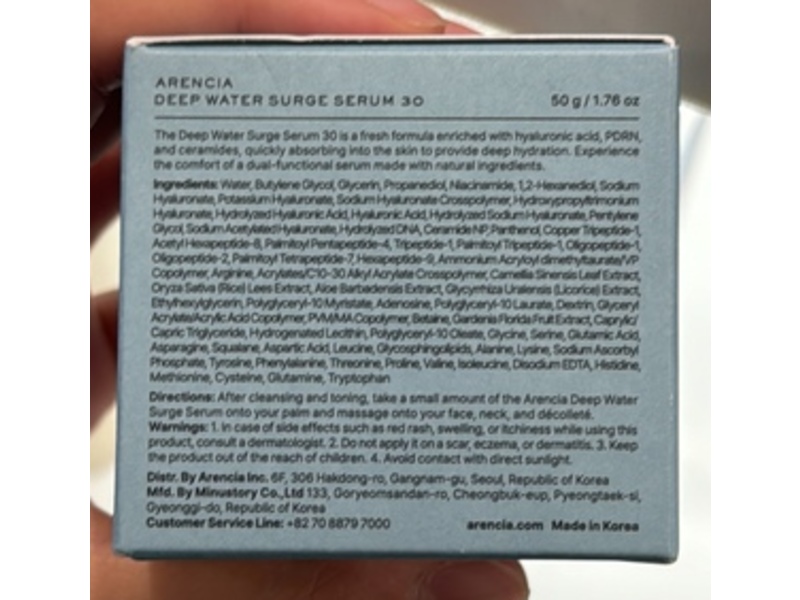 ARENCIA
DEEP WATER SURGE SERUM 30 50 g / 1.76 oz
The Deep Water Surge Serum 30 is a fresh formula enriched with hyaluronic acid, PDRN,
and ceramides, quickly absorbing into the skin to provide deep hydration. Experience
the comfort of a dual-functional serum made with natural ingredients.
Ingredients: Water, Butylene Glycol, Glycerin, Propanediol, Niacinamide, 1,2-Hexanediol, Sodium
Hyaluronate, Potassium Hyaluronate, Sodium Hyaluronate Crosspolymer, Hydroxypropyltrimonium
Hyaluronate, Hydrolyzed Hyaluronic Acid, Hyaluronic Acid, Hydrolyzed Sodium Hyaluronate, Pentylene
Glycol, Sodium Acetylated Hyaluronate, Hydrolyzed DNA, Ceramide NP, Panthenol, Copper Tripeptide-1,
Acetyl Hexapeptide-8, Palmitoyl Pentapeptide-4, Tripeptide-1, Palmitoyl Tripeptide-1, Oligopeptide-1,
Oligopeptide-2, Palmitoyl Tetrapeptide-7, Hexapeptide-9, Ammonium Acryloyl dimethyltaurate/VP
Copolymer, Arginine, Acrylates/C10-30 Alkyl Acrylate Crosspolymer, Camellia Sinensis Leaf Extract,
Oryza Sativa (Rice) Lees Extract, Aloe Barbadensis Extract, Glycyrrhiza Uralensis (Licorice) Extract,
Ethylhexylglycerin, Polyglyceryl-10 Myristate, Adenosine, Polyglyceryl-10 Laurate, Dextrin, Glyceryl
Acrylate/Acrylic Acid Copolymer, PVM/MA Copolymer, Betaine, Gardenia Florida Fruit Extract, Caprylic/
Capric Triglyceride, Hydrogenated Lecithin, Polyglyceryl-10 Oleate, Glycine, Serine, Glutamic Acid,
Asparagine, Squalane, Aspartic Acid, Leucine, Glycosphingolipids, Alanine, Lysine, Sodium Ascorbyl
Phosphate, Tyrosine, Phenylalanine, Threonine, Proline, Valine, Isoleucine, Disodium EDTA, Histidine,
Methionine, Cysteine, Glutamine, Tryptophan
Directions: After cleansing and toning, take a small amount of the Arencia Deep Water
Surge Serum onto your palm and massage onto your face, neck, and décolleté.
Warnings: 1. In case of side effects such as red rash, swelling, or itchiness while using this
product, consult a dermatologist. 2. Do not apply it on a scar, eczema, or dermatitis. 3. Keep
the product out of the reach of children. 4. Avoid contact with direct sunlight.
Distr. By Arencia Inc. 6F, 306 Hakdong-ro, Gangnam-gu, Seoul, Republic of Korea
Mfd. By Minustory Co.,Ltd 133, Goryeomsandan-ro, Cheongbuk-eup, Pyeongtaek-si,
Gyeonggi-do, Republic of Korea
Customer Service Line: +82 70 8879 7000 arencia.com Made in Korea